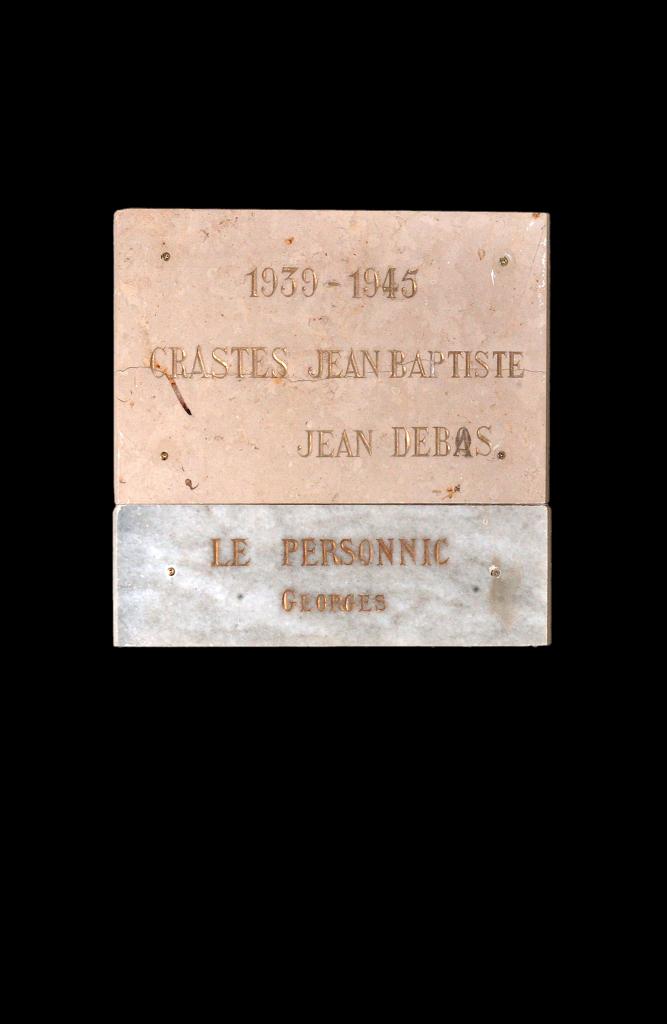 1939-1945
CRASTES JEAN BAPTISTE
JEAN DEBAS
LE PERSONNIC
GEORGES